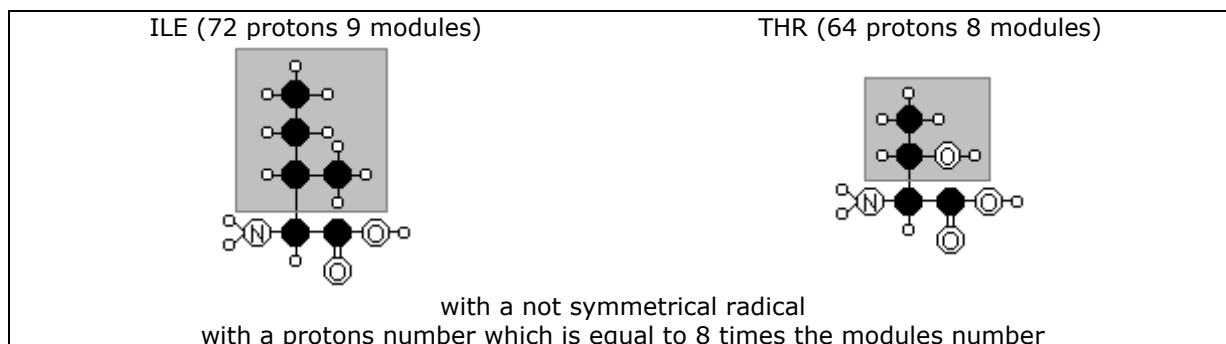 ILE (72 protons 9 modules)
THR (64 protons 8 modules)
N O O
N O O O
with a not symmetrical radical
with a protons number which is equal to 8 times the modules number